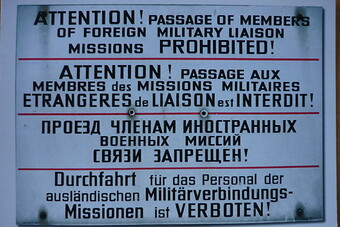 ATTENTION! PASSAGE OF MEMBERS
OF FOREIGN MILITARY LIAISON
MISSIONS PROHIBITED!
ATTENTION! PASSAGE AUX
MEMBRES des MISSIONS MILITAIRES
ETRANGERES de LIAISON est INTERDIT!
ПРОЕЗД ЧЛЕНАМ ИНОСТРАННЫХ
ВОЕННЫХ МИССИЙ
СВЯЗИ ЗАПРЕЩЕН!
Durchfahrt für das Personal der
ausländischen Militärverbindungs-
Missionen ist VERBOTEN!